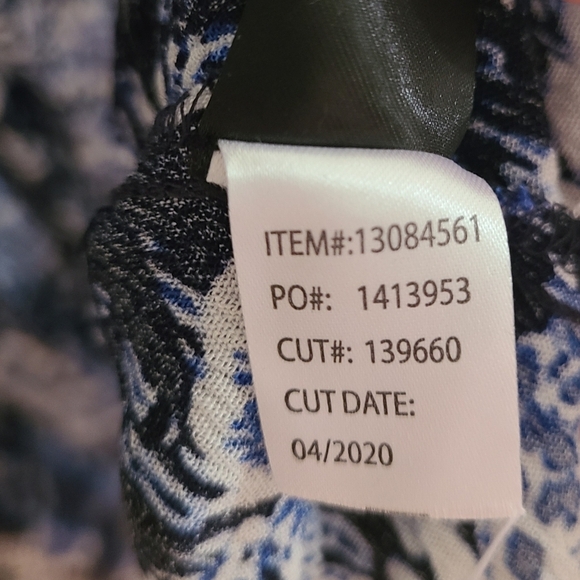 ITEM#:13084561
PO#: 1413953
CUT#: 139660
CUT DATE:
04/2020